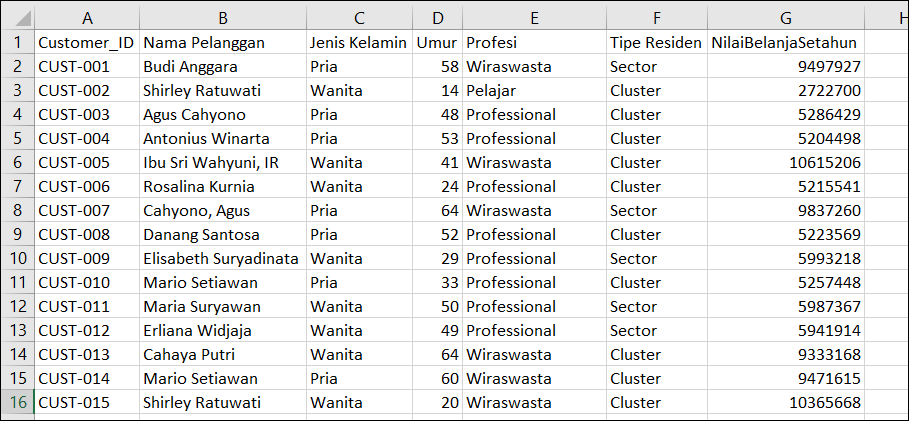 A B C D E F G H
1 Customer_ID Nama Pelanggan Jenis Kelamin Umur Profesi Tipe Residen NilaiBelanjaSetahun
2 CUST-001 Budi Anggara Pria 58 Wiraswasta Sector 9497927
3 CUST-002 Shirley Ratuwati Wanita 14 Pelajar Cluster 2722700
4 CUST-003 Agus Cahyono Pria 48 Professional Cluster 5286429
5 CUST-004 Antonius Winarta Pria 53 Professional Cluster 5204498
6 CUST-005 Ibu Sri Wahyuni, IR Wanita 41 Wiraswasta Cluster 10615206
7 CUST-006 Rosalina Kurnia Wanita 24 Professional Cluster 5215541
8 CUST-007 Cahyono, Agus Pria 64 Wiraswasta Sector 9837260
9 CUST-008 Danang Santosa Pria 52 Professional Cluster 5223569
10 CUST-009 Elisabeth Suryadinata Wanita 29 Professional Sector 5993218
11 CUST-010 Mario Setiawan Pria 33 Professional Cluster 5257448
12 CUST-011 Maria Suryawan Wanita 50 Professional Sector 5987367
13 CUST-012 Erliana Widjaja Wanita 49 Professional Sector 5941914
14 CUST-013 Cahaya Putri Wanita 64 Wiraswasta Cluster 9333168
15 CUST-014 Mario Setiawan Pria 60 Wiraswasta Cluster 9471615
16 CUST-015 Shirley Ratuwati Wanita 20 Wiraswasta Cluster 10365668